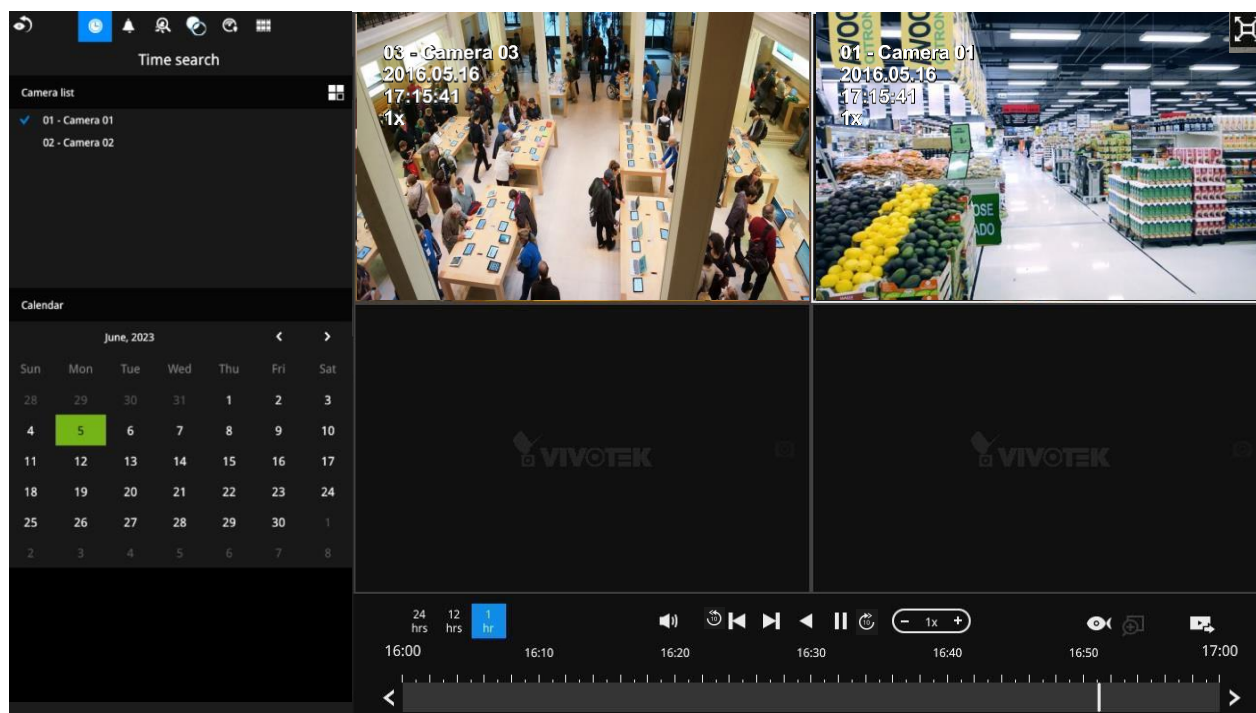 Time search
Camera list
01 - Camera 01
02 - Camera 02
Calendar
June, 2023
Sun Mon Tue Wed Thu Fri Sat
28 29 30 31 1 2 3
4 5 6 7 8 9 10
11 12 13 14 15 16 17
18 19 20 21 22 23 24
25 26 27 28 29 30 1
2 3 4 5 6 7 8
03 - Camera 03
2016.05.16
17:15:41
1x
01 - Camera 01
2016.05.16
17:15:41
1x
VIVOTEK
VIVOTEK
24 hrs
12 hrs
1 hr
10
10
1x
16:00 16:10 16:20 16:30 16:40 16:50 17:00